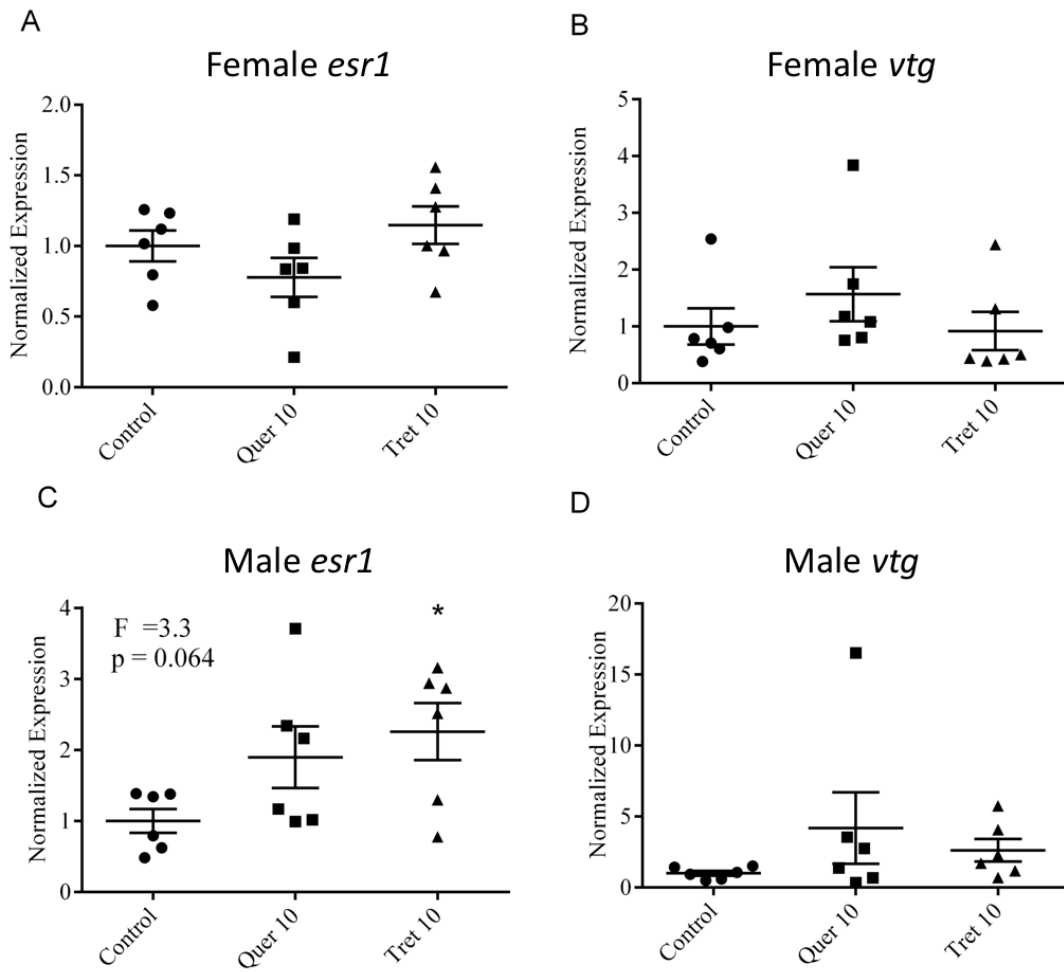 A
Female esr1
Normalized Expression
2.0
1.5
1.0
0.5
0.0
Control
Quer 10
Tret 10
B
Female vtg
Normalized Expression
5
4
3
2
1
0
Control
Quer 10
Tret 10
C
Male esr1
Normalized Expression
4
3
2
1
0
F =3.3
p = 0.064
*
Control
Quer 10
Tret 10
D
Male vtg
Normalized Expression
20
15
10
5
0
Control
Quer 10
Tret 10